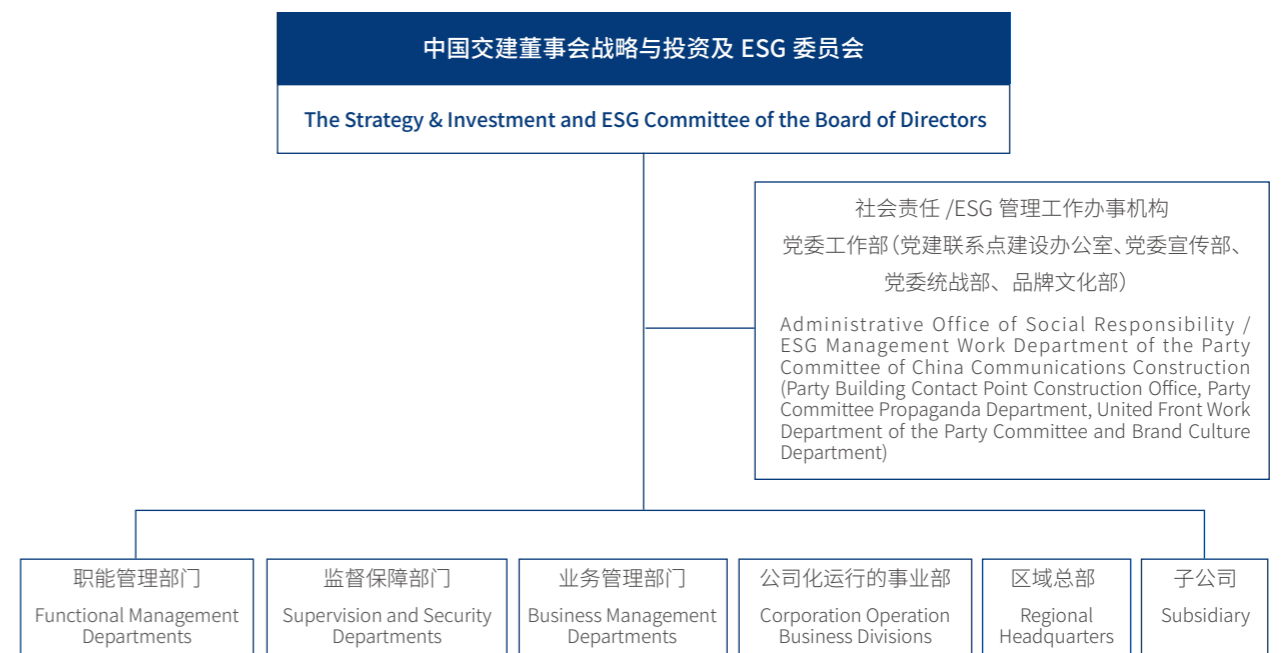 中国交建董事会战略与投资及 ESG 委员会
The Strategy & Investment and ESG Committee of the Board of Directors
社会责任 /ESG 管理工作办事机构
党委工作部（党建联系点建设办公室、党委宣传部、
党委统战部、品牌文化部）
Administrative Office of Social Responsibility /
ESG Management Work Department of the Party
Committee of China Communications Construction
(Party Building Contact Point Construction Office, Party
Committee Propaganda Department, United Front Work
Department of the Party Committee and Brand Culture
Department)
职能管理部门
Functional Management
Departments
监督保障部门
Supervision and Security
Departments
业务管理部门
Business Management
Departments
公司化运行的事业部
Corporation Operation
Business Divisions
区域总部
Regional
Headquarters
子公司
Subsidiary